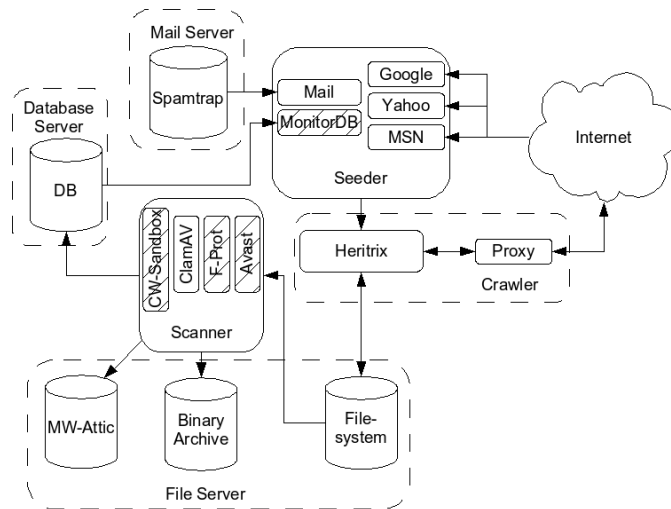 Mail Server
Spamtrap
Database
Server
DB
Mail
MonitorDB
Google
Yahoo
MSN
Seeder
Internet
CW-Sandbox
ClamAV
F-Prot
Avast
Scanner
Heritrix
Proxy
Crawler
MW-Attic
Binary
Archive
File-
system
File Server